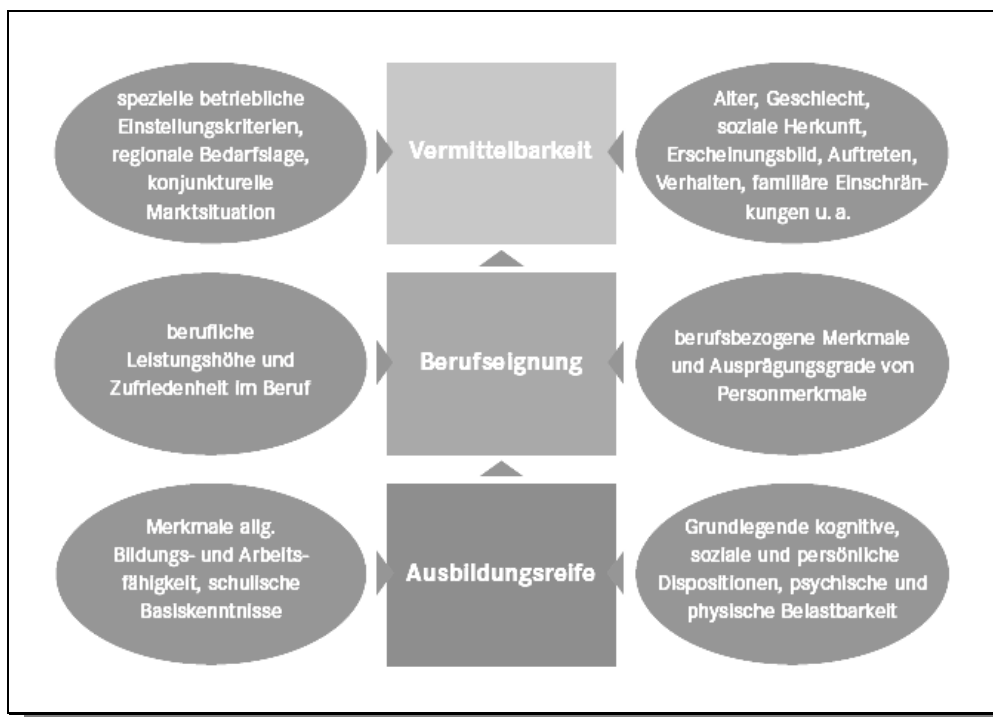 spezielle betriebliche
Einstellungskriterien,
regionale Bedarfslage,
konjunkturelle
Marktsituation
Vermittelbarkeit
Alter, Geschlecht,
soziale Herkunft,
Erscheinungsbild, Auftreten,
Verhalten, familiäre Einschrän-
kungen u. a.
berufliche
Leistungshöhe und
Zufriedenheit im Beruf
Berufseignung
berufsbezogene Merkmale
und Ausprägungsgrade von
Personmerkmale
Merkmale allg.
Bildungs- und Arbeits-
fähigkeit, schulische
Basiskenntnisse
Ausbildungsreife
Grundlegende kognitive,
soziale und persönliche
Dispositionen, psychische und
physische Belastbarkeit